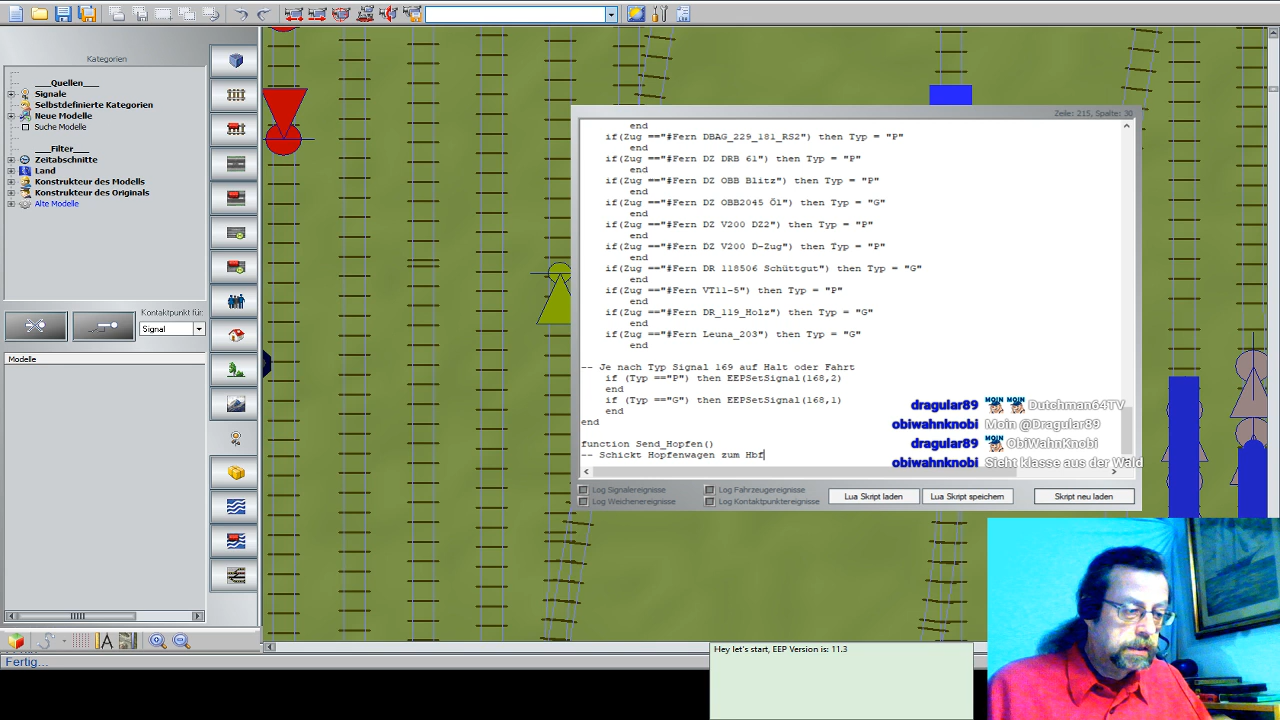 Kategorien
___Quellen___
Signale
Selbstdefinierte Kategorien
Neue Modelle
Suche Modelle
___Filter___
Zeitabschnitte
Land
Konstrukteure des Modells
Konstrukteure des Originals
Alte Modelle
Kontaktpunkt für:
Signal
Modelle
Fertig...
Zeile: 215, Spalte: 30
end
if(Zug =="#Fern DBAG_229_181_RS2") then Typ = "P"
end
if(Zug =="#Fern DZ DRB 61") then Typ = "P"
end
if(Zug =="#Fern DZ OBB Blitz") then Typ = "P"
end
if(Zug =="#Fern DZ OBB2045 Öl") then Typ = "G"
end
if(Zug =="#Fern DZ V200 DZ2") then Typ = "P"
end
if(Zug =="#Fern DZ V200 D-Zug") then Typ = "P"
end
if(Zug =="#Fern DR 118506 Schüttgut") then Typ = "G"
end
if(Zug =="#Fern VT11-5") then Typ = "P"
end
if(Zug =="#Fern DR_119_Holz") then Typ = "G"
end
if(Zug =="#Fern Leuna_203") then Typ = "G"
end
-- Je nach Typ Signal 169 auf Halt oder Fahrt
if (Typ =="P") then EEPSetSignal(168,2)
end
if (Typ =="G") then EEPSetSignal(168,1)
end
end
function Send_Hopfen()
-- Schickt Hopfenwagen zum Hbf
dragular89 MOIN MOIN Dutchman64TV
obiwahnknobi Moin @Dragular89
dragular89 MOIN ObiWahnKnobi
obiwahnknobi Sieht klasse aus der Wald
Log Signalereignisse
Log Fahrzeugereignisse
Log Weichenereignisse
Log Kontaktpunktereignisse
Lua Skript laden
Lua Skript speichern
Skript neu laden
Hey let's start, EEP Version is: 11.3